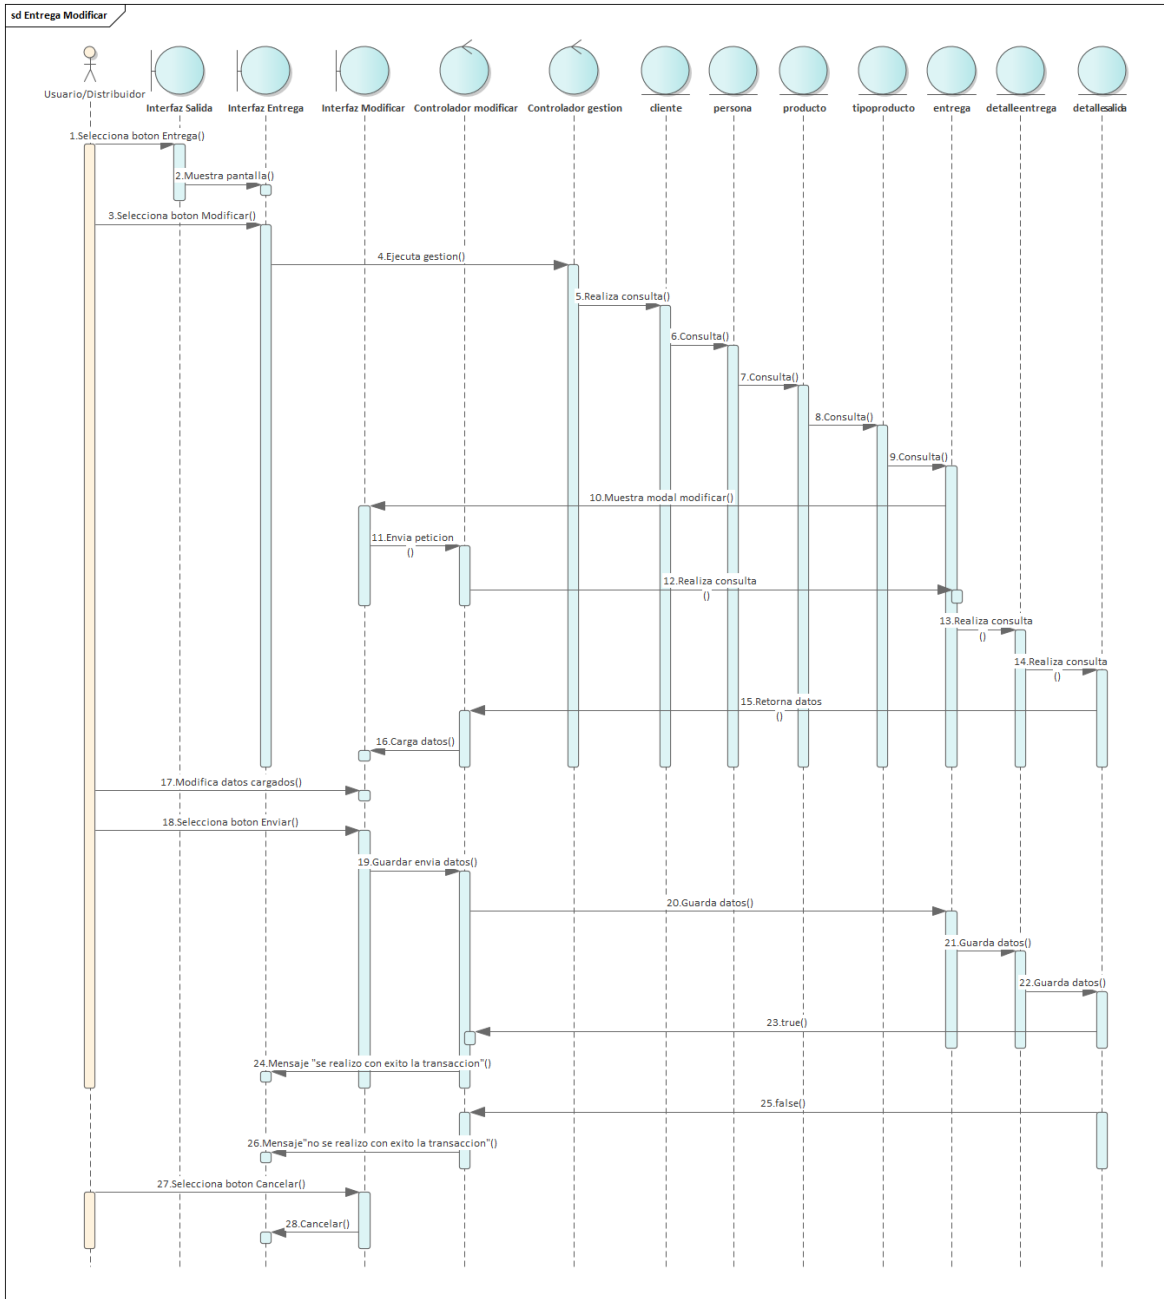 sd Entrega Modificar
Usuario/Distribuidor
Interfaz Salida
Interfaz Entrega
Interfaz Modificar
Controlador modificar
Controlador gestion
cliente
persona
producto
tipoproducto
entrega
detalleentrega
detallesalida
1.Selecciona boton Entrega()
2.Muestra pantalla()
3.Selecciona boton Modificar()
4.Ejecuta gestion()
5.Realiza consulta()
6.Consulta()
7.Consulta()
8.Consulta()
9.Consulta()
10.Muestra modal modificar()
11.Envia peticion
()
12.Realiza consulta
()
13.Realiza consulta
()
14.Realiza consulta
()
15.Retorna datos
()
16.Carga datos()
17.Modifica datos cargados()
18.Selecciona boton Enviar()
19.Guardar envia datos()
20.Guarda datos()
21.Guarda datos()
22.Guarda datos()
23.true()
24.Mensaje "se realizo con exito la transaccion"()
25.false()
26.Mensaje"no se realizo con exito la transaccion"()
27.Selecciona boton Cancelar()
28.Cancelar()